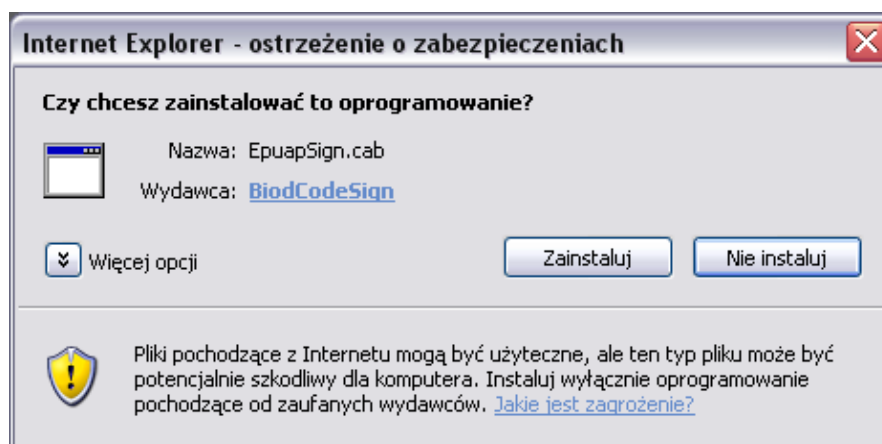 Internet Explorer - ostrzeżenie o zabezpieczeniach
Czy chcesz zainstalować to oprogramowanie?
Nazwa: EpuapSign.cab
Wydawca: BiodCodeSign
Więcej opcji
Zainstaluj
Nie instaluj
Pliki pochodzące z Internetu mogą być użyteczne, ale ten typ pliku może być
potencjalnie szkodliwy dla komputera. Instaluj wyłącznie oprogramowanie
pochodzące od zaufanych wydawców. Jakie jest zagrożenie?